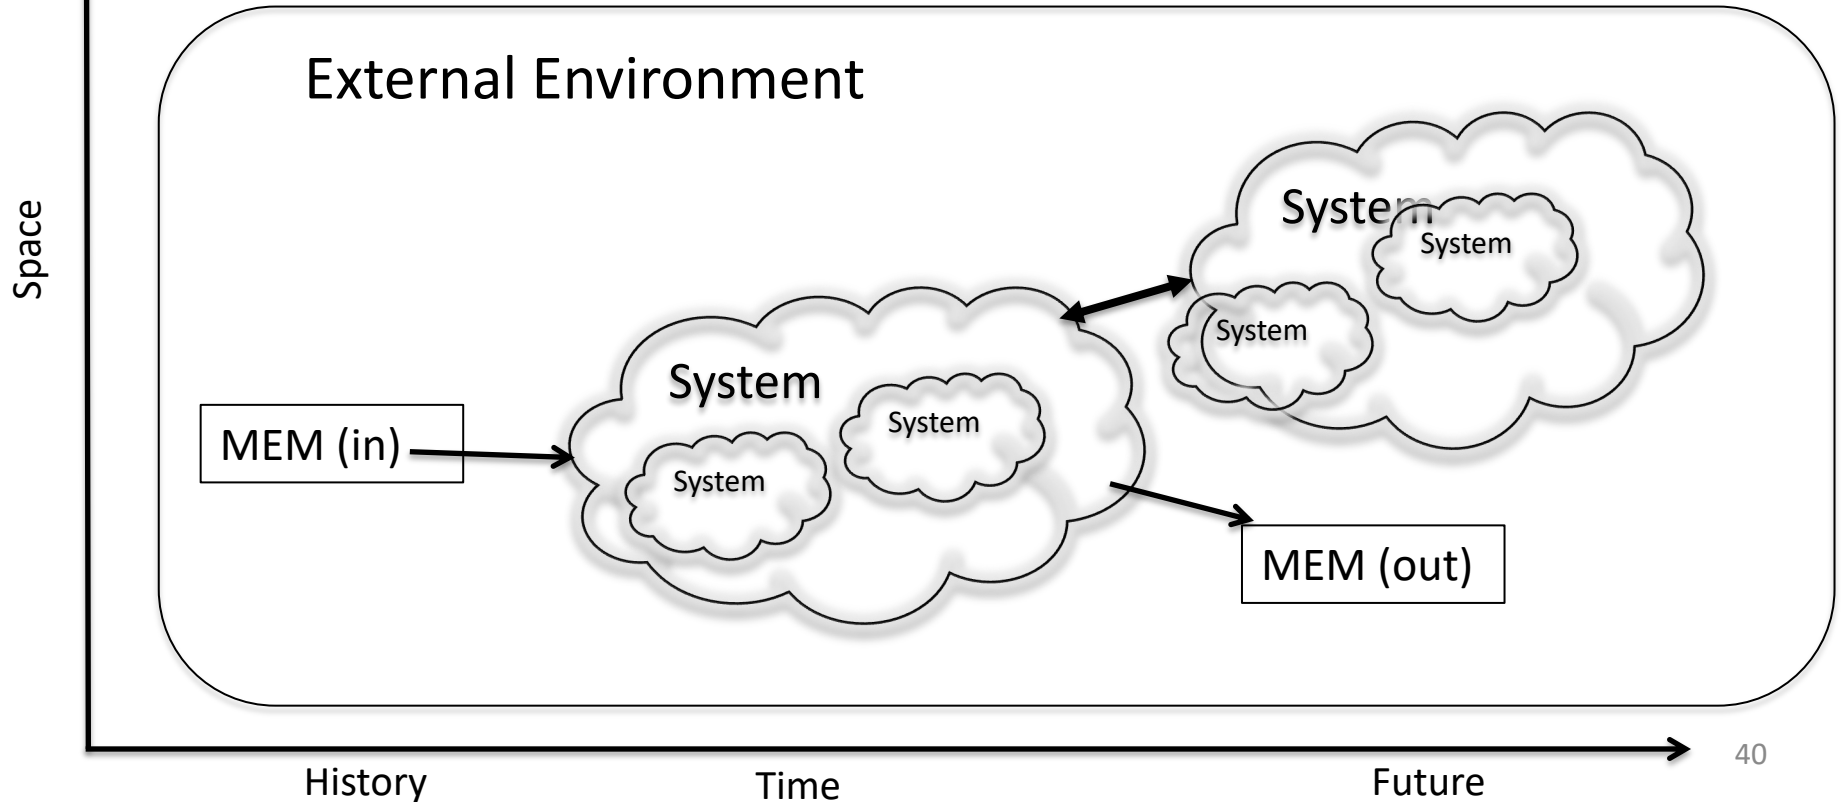 External Environment
Space
System
System
System
System
System
System
MEM (in)
MEM (out)
40
History
Time
Future